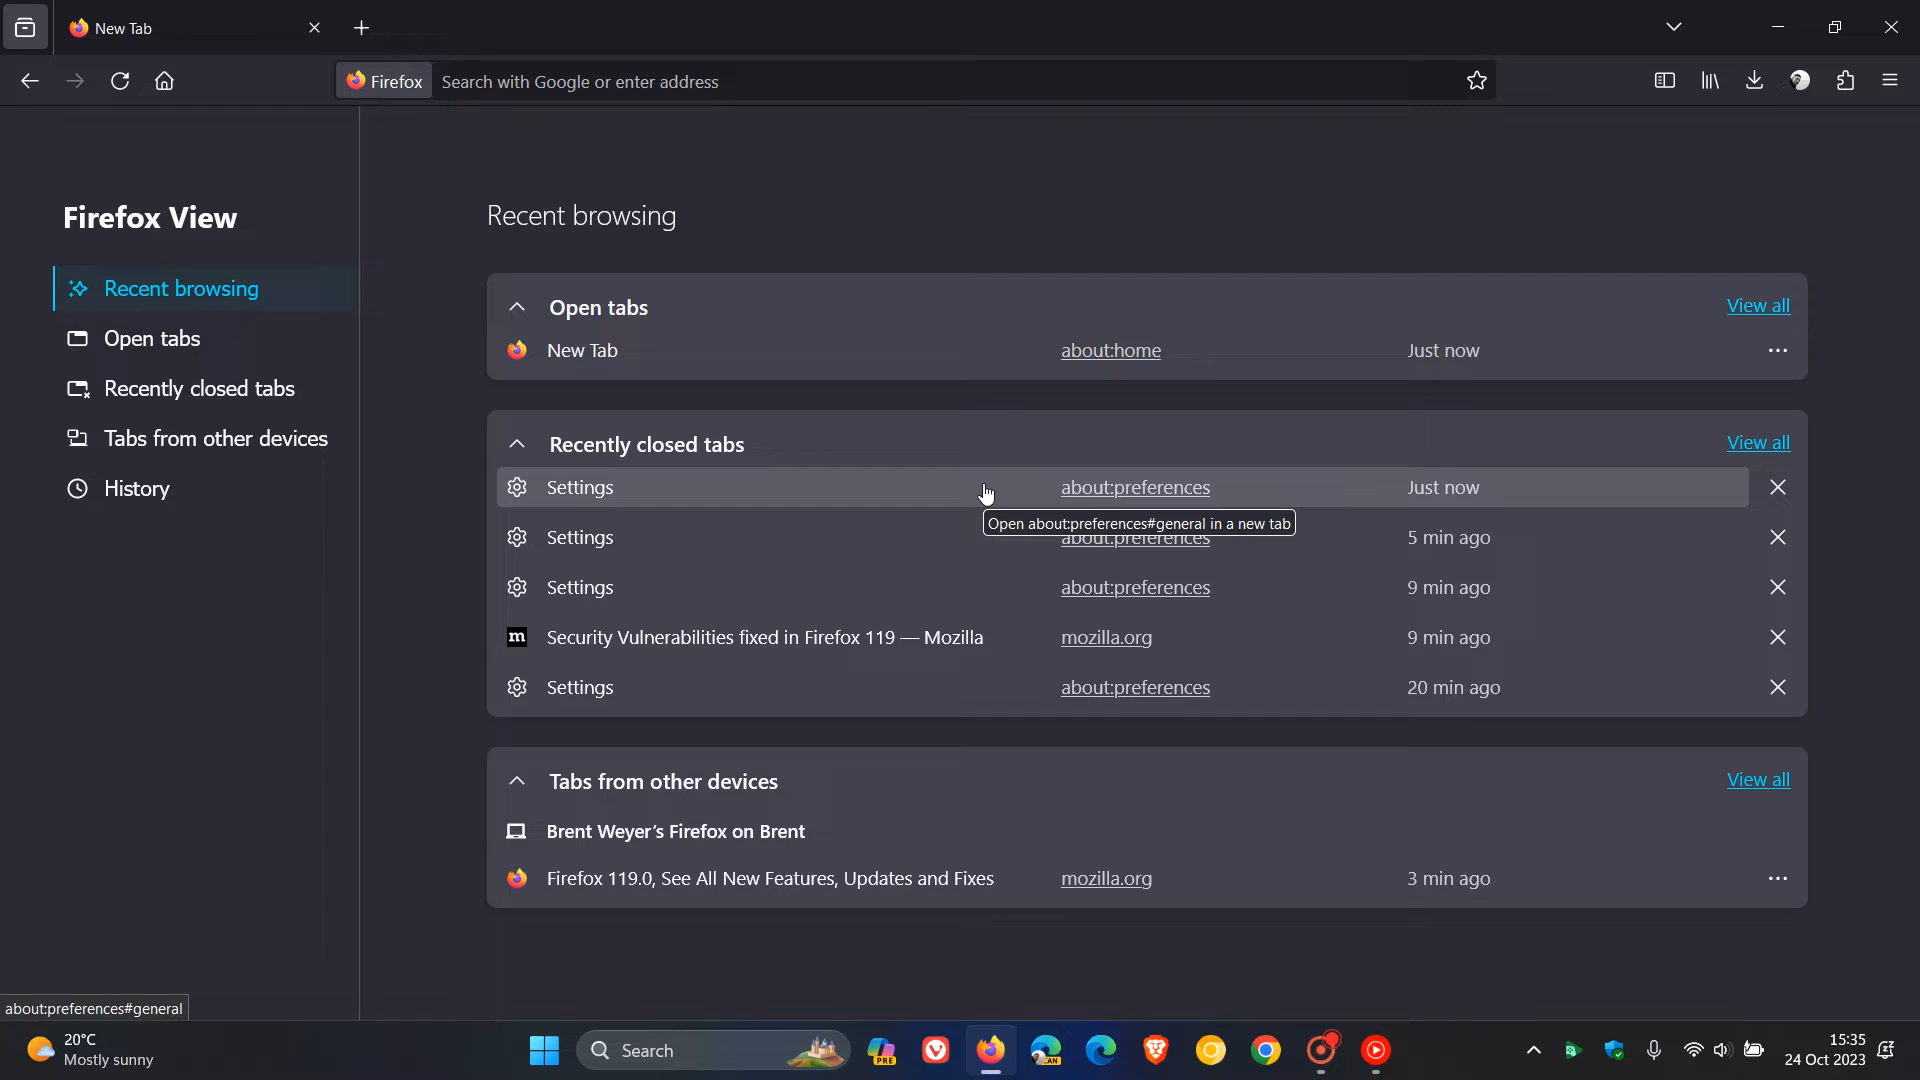 New Tab
Firefox Search with Google or enter address
Firefox View
Recent browsing
Open tabs
Recently closed tabs
Tabs from other devices
History
Recent browsing
Open tabs View all
New Tab about:home Just now
Recently closed tabs View all
Settings about:preferences Just now
Open about:preferences#general in a new tab
Settings about:preferences 5 min ago
Settings about:preferences 9 min ago
m Security Vulnerabilities fixed in Firefox 119 — Mozilla mozilla.org 9 min ago
Settings about:preferences 20 min ago
Tabs from other devices View all
Brent Weyer's Firefox on Brent
Firefox 119.0, See All New Features, Updates and Fixes mozilla.org 3 min ago
about:preferences#general
20°C
Mostly sunny
Search
PRE
CAN
15:35
24 Oct 2023